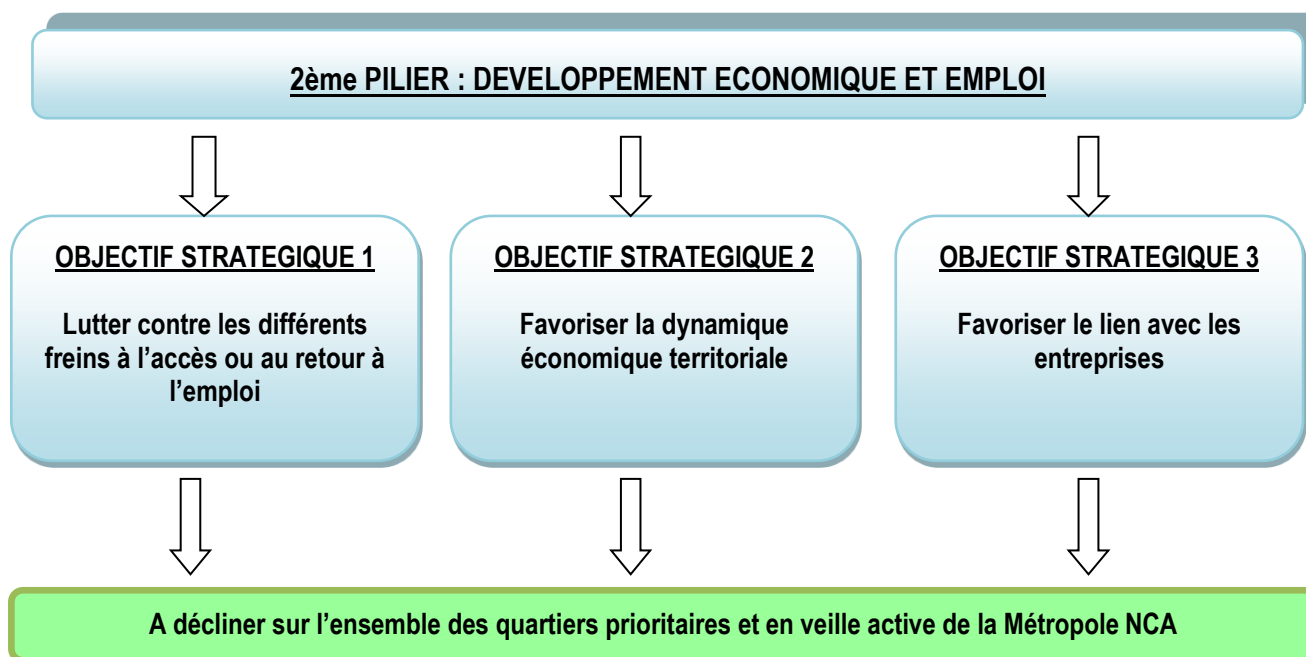 2ème PILIER : DEVELOPPEMENT ECONOMIQUE ET EMPLOI
OBJECTIF STRATEGIQUE 1
Lutter contre les différents
freins à l’accès ou au retour à
l’emploi
OBJECTIF STRATEGIQUE 2
Favoriser la dynamique
économique territoriale
OBJECTIF STRATEGIQUE 3
Favoriser le lien avec les
entreprises
A décliner sur l’ensemble des quartiers prioritaires et en veille active de la Métropole NCA